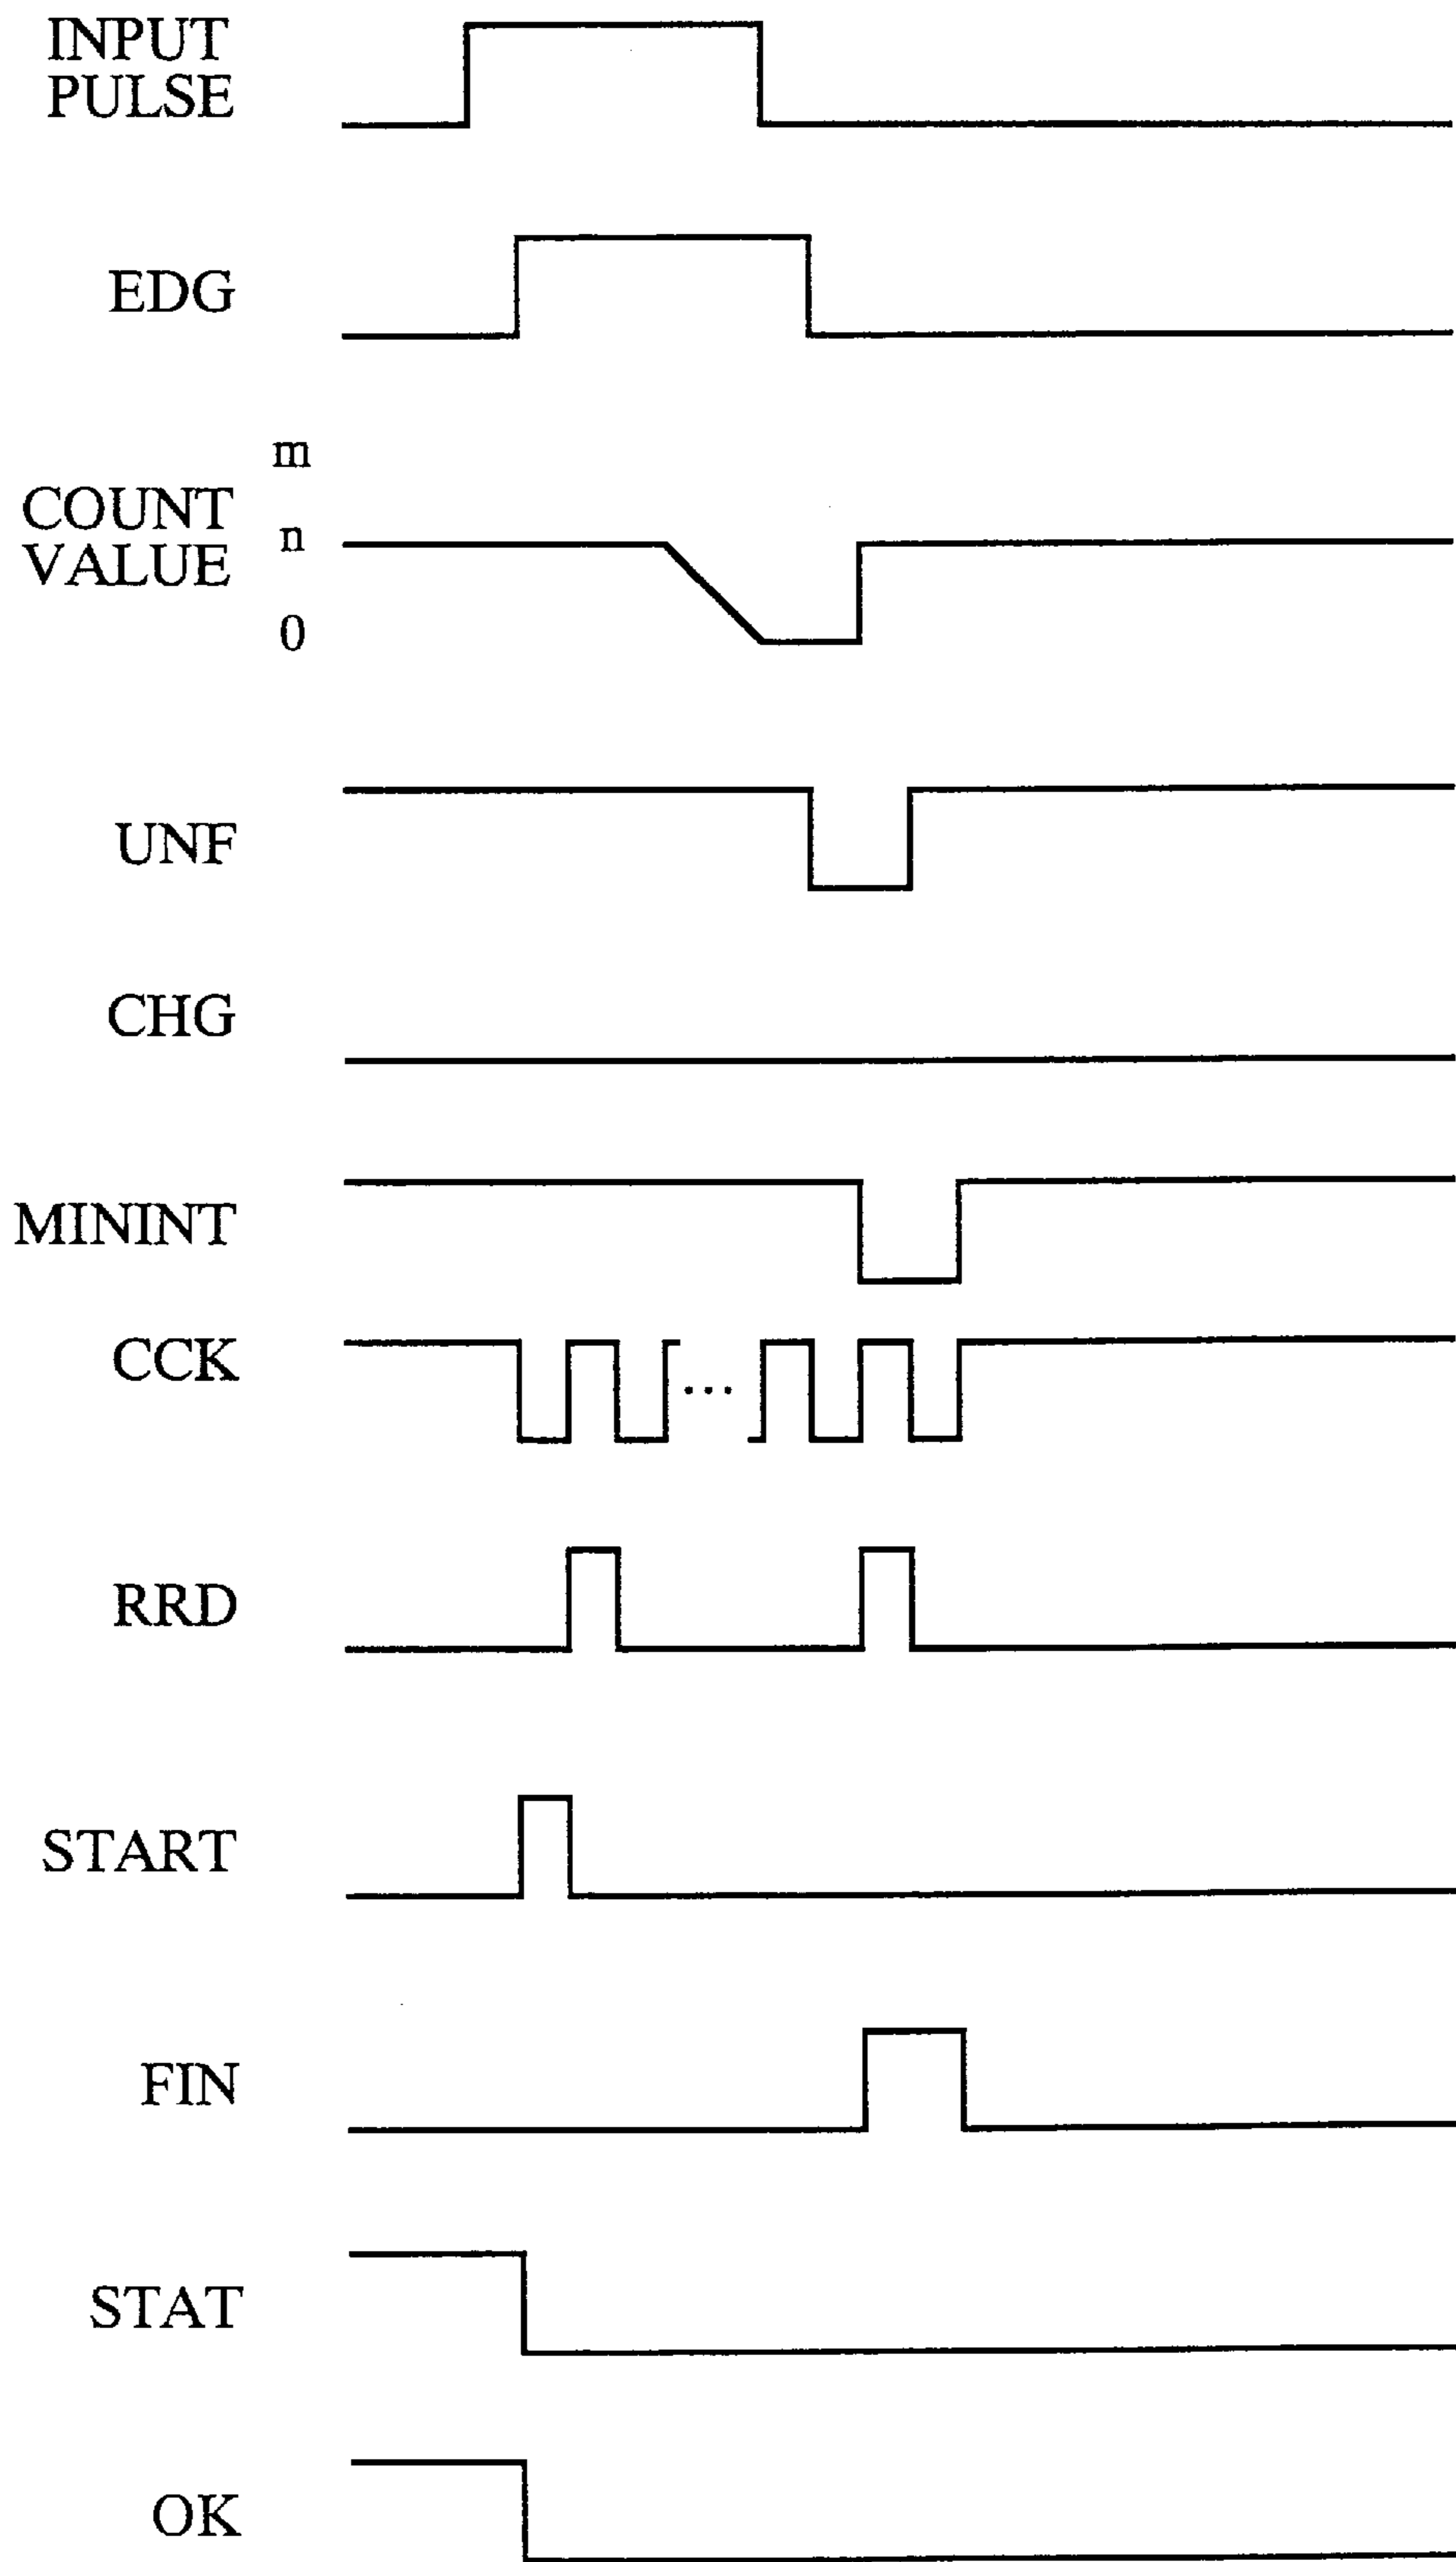 INPUT
PULSE
EDG
m
COUNT
n
VALUE
0
UNF
CHG
MININT
CCK
...
RRD
START
FIN
STAT
OK